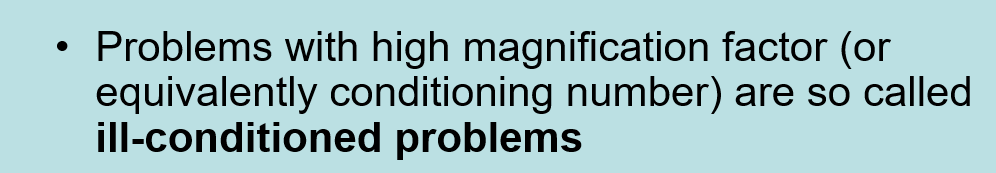 • Problems with high magnification factor (or
equivalently conditioning number) are so called
ill-conditioned problems